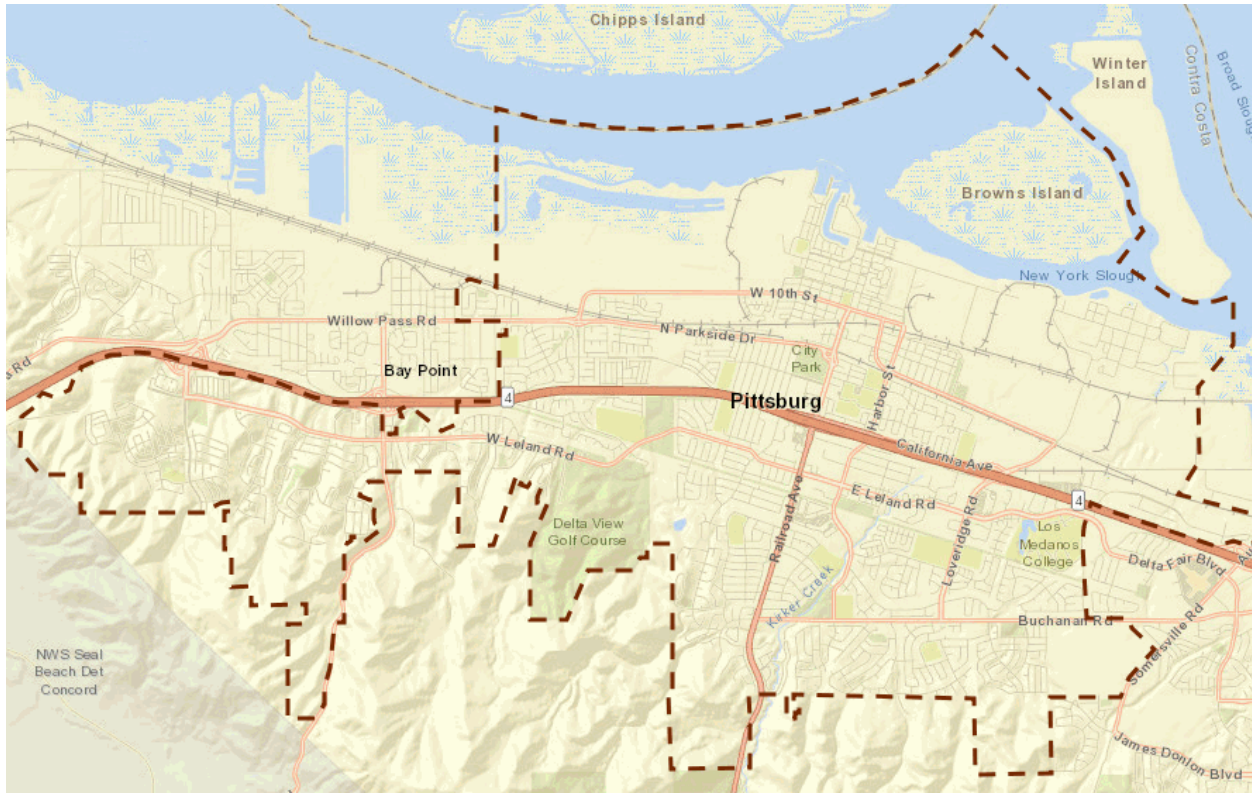 Chipps Island
Winter
Island
Contra Costa
Broad Sloug
Browns Island
New York Slough
W 10th St
Willow Pass Rd
N Parkside Dr
City
Park
Rd
Bay Point
4
Pittsburg
Harbor St
W Leland Rd
California Ave
E Leland Rd
4
Railroad Ave
Loveridge Rd
Delta View
Golf Course
Los
Medanos
College
Delta Fair Blvd
Kirker Creek
Buchanan Rd
Somersville Rd
NWS Seal
Beach Det
Concord
James Donlon
Blvd